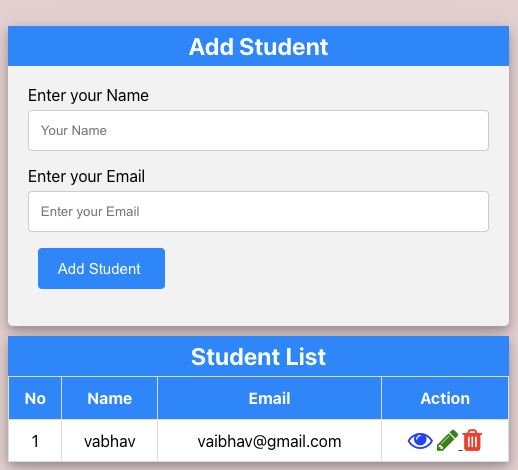 Add Student
Enter your Name
Your Name
Enter your Email
Enter your Email
Add Student
Student List
No Name Email Action
1 vabhav vaibhav@gmail.com